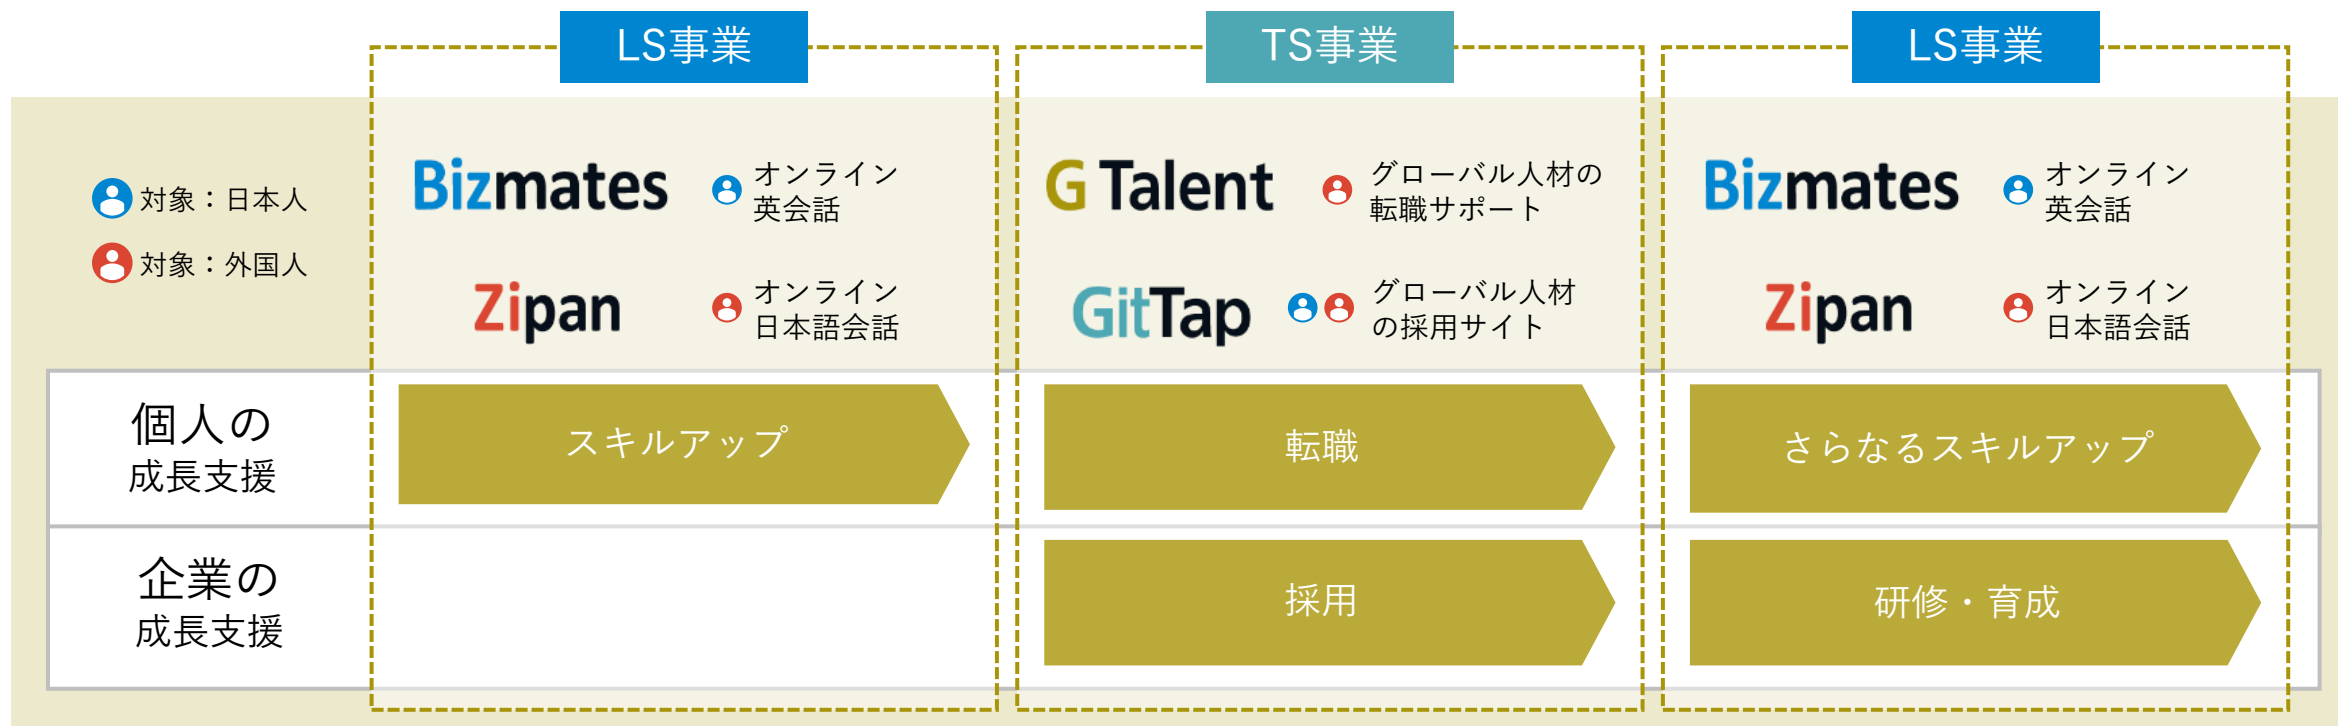 LS事業
TS事業
LS事業
対象：日本人
対象：外国人
Bizmates
オンライン
英会話
Zipan
オンライン
日本語会話
G Talent
グローバル人材の
転職サポート
GitTap
グローバル人材
の採用サイト
Bizmates
オンライン
英会話
Zipan
オンライン
日本語会話
個人の
成長支援
スキルアップ
転職
さらなるスキルアップ
企業の
成長支援
採用
研修・育成